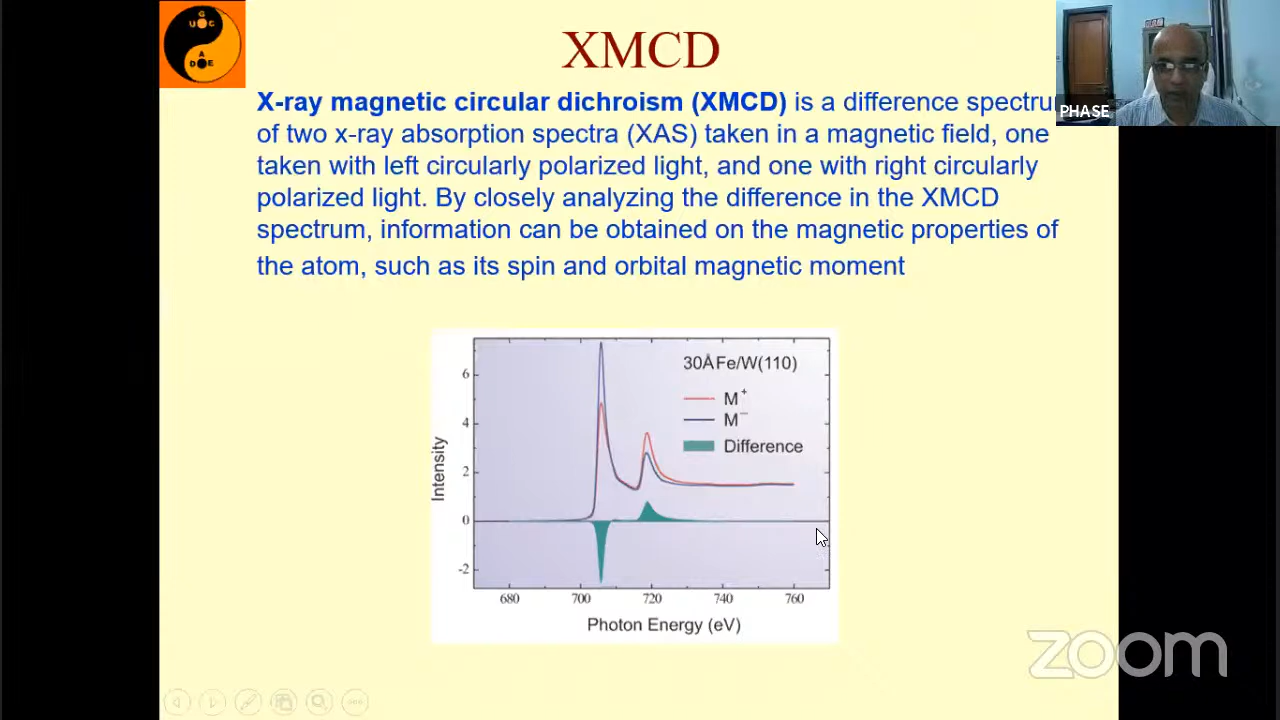 G
U G C
A
D E
XMCD
X-ray magnetic circular dichroism (XMCD) is a difference spectru
of two x-ray absorption spectra (XAS) taken in a magnetic field, one
taken with left circularly polarized light, and one with right circularly
polarized light. By closely analyzing the difference in the XMCD
spectrum, information can be obtained on the magnetic properties of
the atom, such as its spin and orbital magnetic moment
PHASE
30Å Fe/W(110)
M+
M−
Difference
Intensity
6
4
2
0
-2
680 700 720 740 760
Photon Energy (eV)
zoom